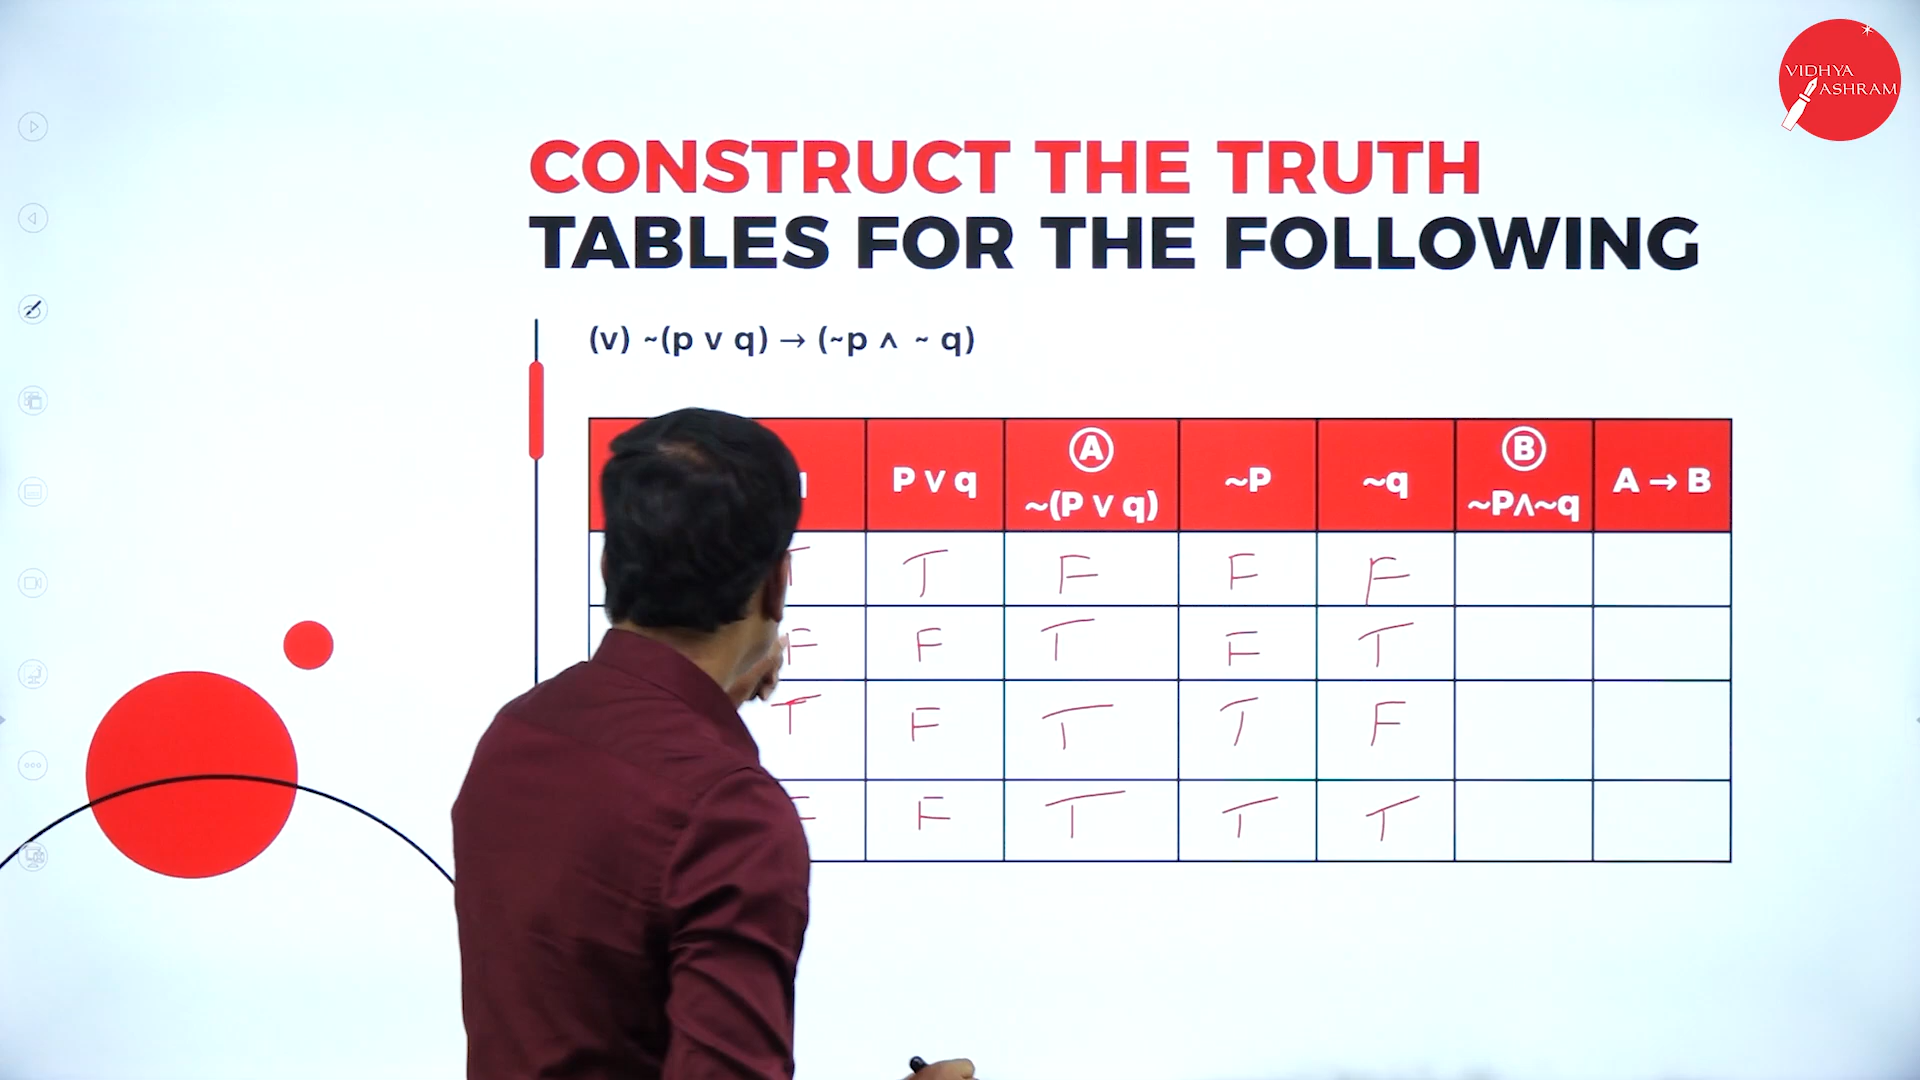 VIDHYA
ASHRAM
CONSTRUCT THE TRUTH
TABLES FOR THE FOLLOWING
(v) ~(p v q) → (~p ∧ ~ q)
P V q Ⓐ ~(P V q) ~P ~q Ⓑ ~P∧~q A → B
T T F F F
F F T F T
T F T T F
F F T T T